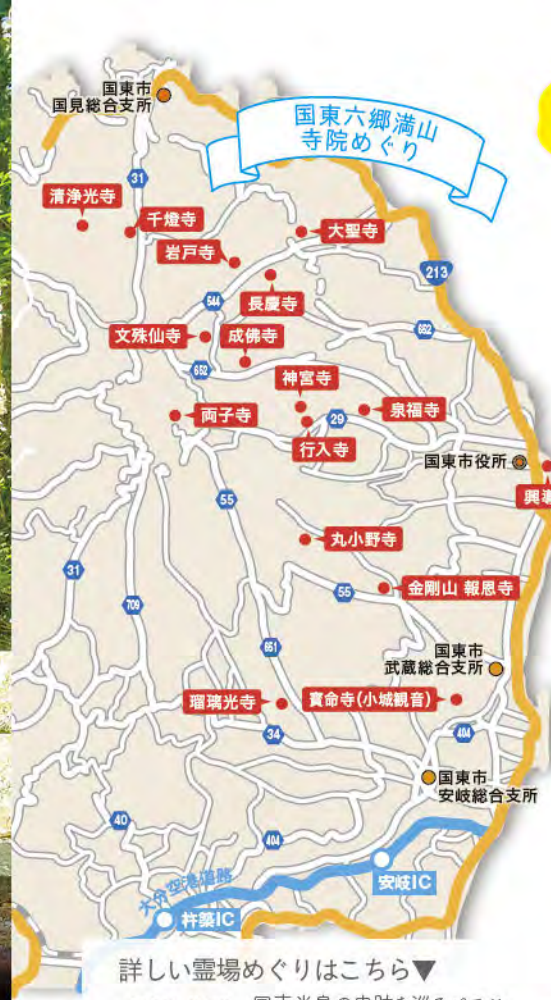 国東市
国見総合支所
国東六郷満山
寺院めぐり
31
清浄光寺
千燈寺
大聖寺
岩戸寺
213
長慶寺
544
652
文殊仙寺
成佛寺
652
神宮寺
両子寺
29
泉福寺
行入寺
国東市役所
興導
55
丸小野寺
31
55
金剛山 報恩寺
709
651
国東市
武蔵総合支所
瑠璃光寺
寶命寺(小城観音)
34
404
国東市
安岐総合支所
40
404
大分空港道路
安岐IC
杵築IC
詳しい霊場めぐりはこちら▼